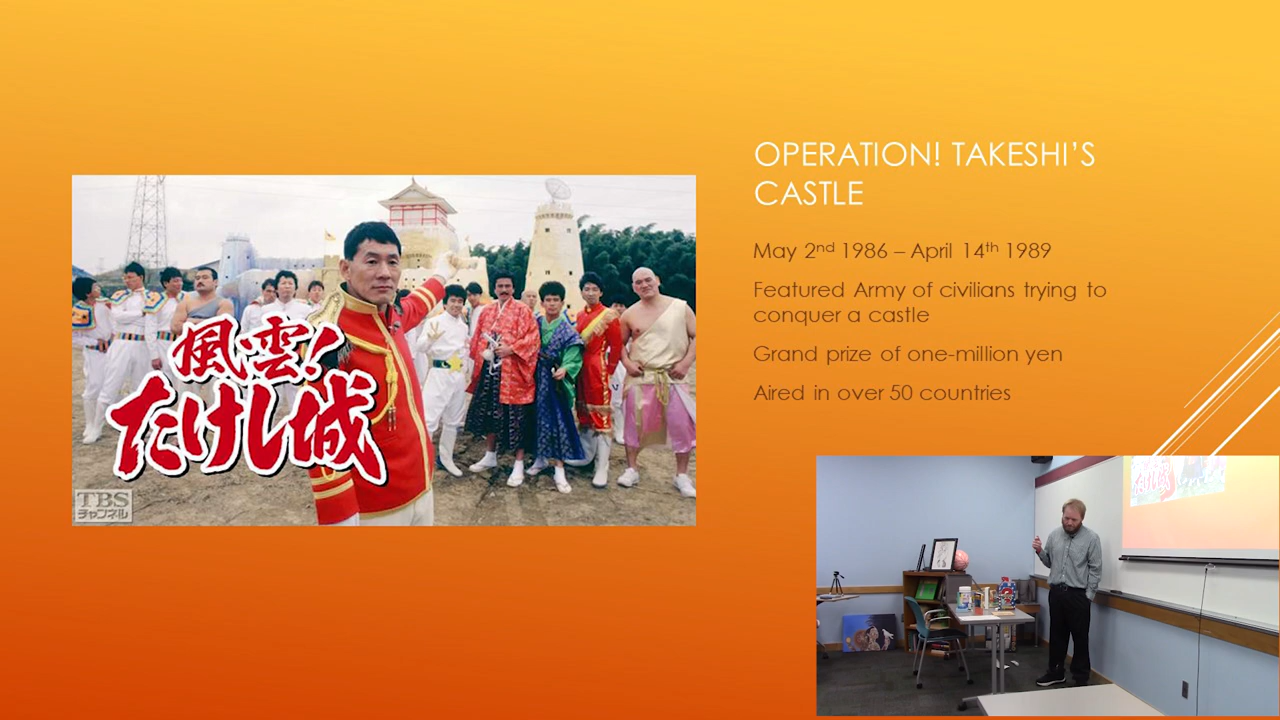 OPERATION! TAKESHI'S
CASTLE
May 2nd 1986 – April 14th 1989
Featured Army of civilians trying to
conquer a castle
Grand prize of one-million yen
Aired in over 50 countries
風雲!
たけし城
TBS
チャンネル